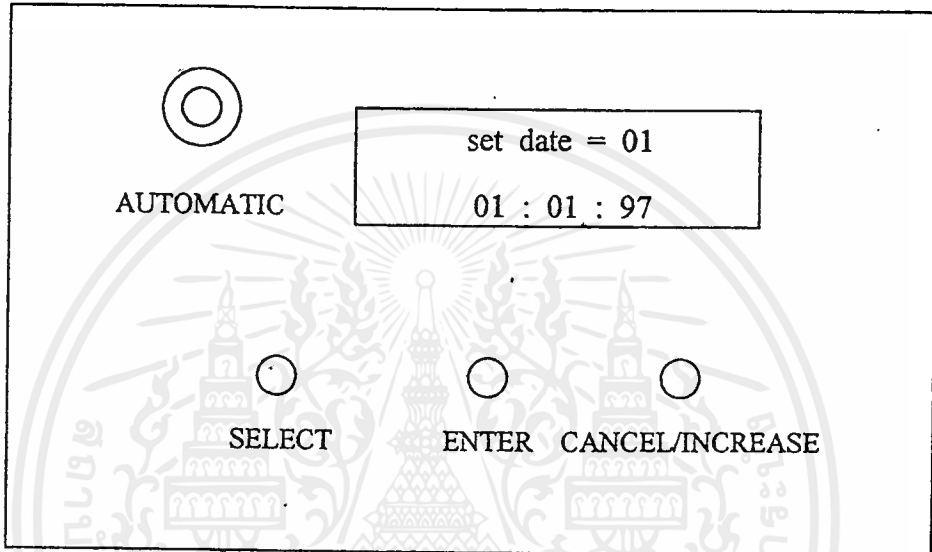 set date = 01
AUTOMATIC
01 : 01 : 97
SELECT
ENTER
CANCEL/INCREASE